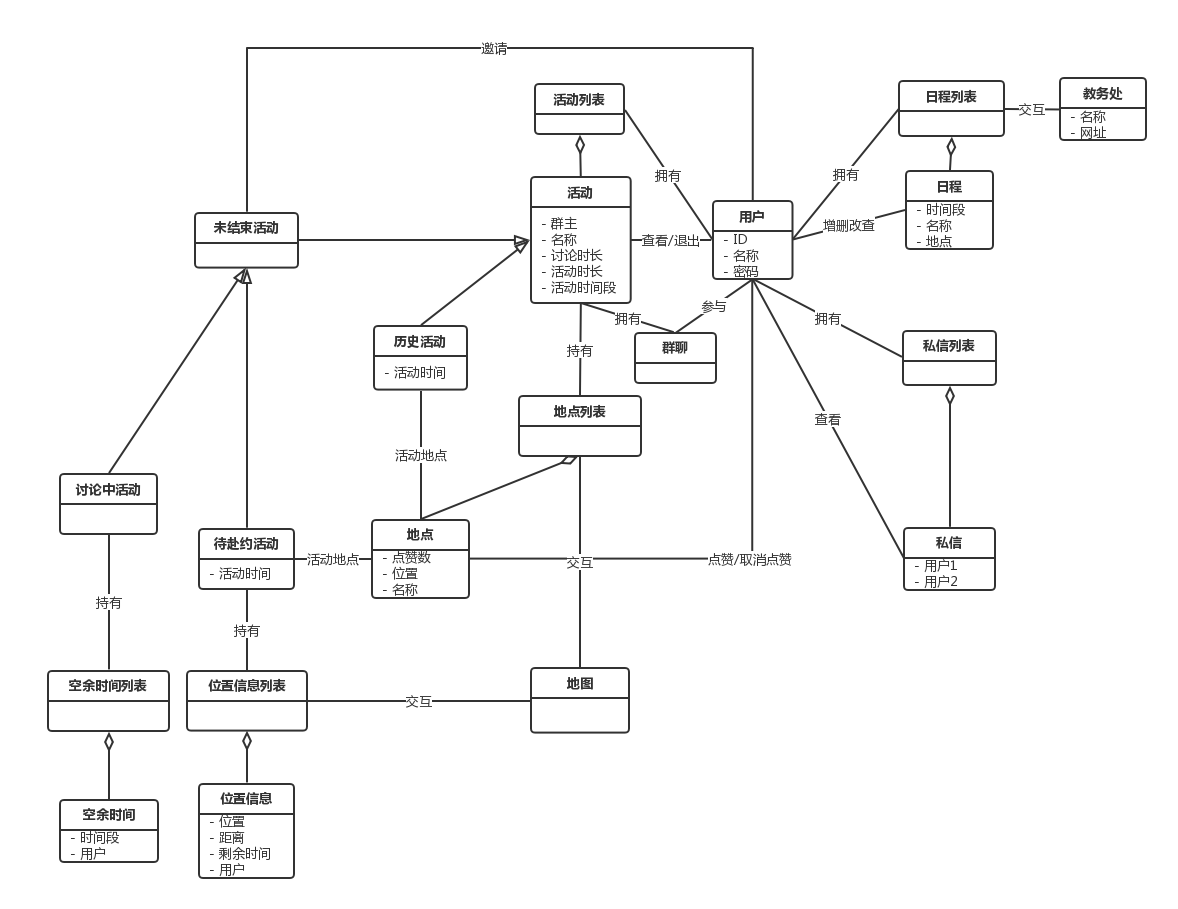 邀请
活动列表
日程列表
交互
教务处
- 名称
- 网址
拥有
拥有
活动
- 群主
- 名称
- 讨论时长
- 活动时长
- 活动时间段
日程
- 时间段
- 名称
- 地点
增删改查
用户
- ID
- 名称
- 密码
查看/退出
未结束活动
参与
拥有
拥有
历史活动
- 活动时间
持有
群聊
私信列表
地点列表
查看
活动地点
讨论中活动
待赴约活动
- 活动时间
活动地点
地点
- 点赞数
- 位置
- 名称
交互
点赞/取消点赞
私信
- 用户1
- 用户2
持有
持有
空余时间列表
位置信息列表
交互
地图
空余时间
- 时间段
- 用户
位置信息
- 位置
- 距离
- 剩余时间
- 用户